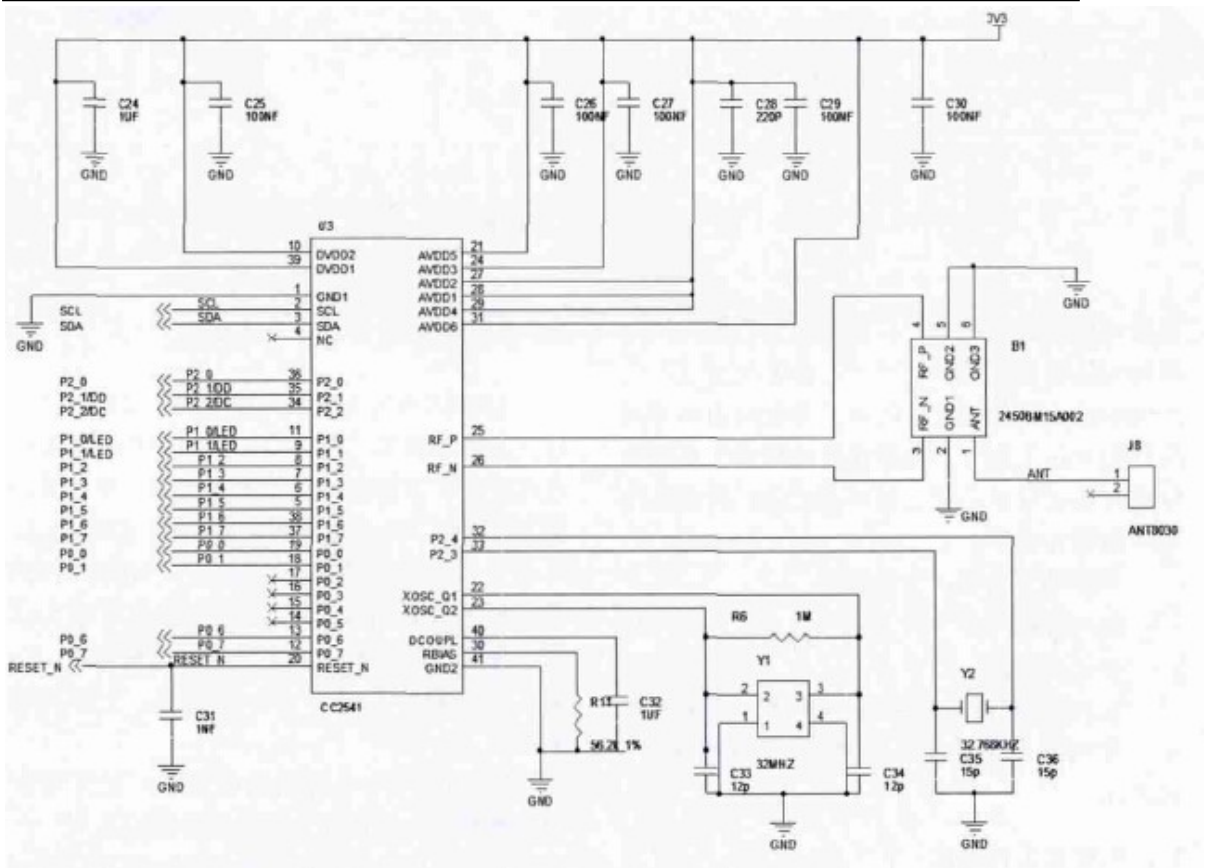 3V3
C24
1UF
C25
100NF
C26
100NF
C27
100NF
C28
220P
C29
100NF
C30
100NF
GND
GND
GND
GND
GND
GND
GND
10
39
DVDD2
DVDD1
1
GND1
SCL
SCL
2
SCL
SDA
SDA
3
SDA
4
NC
GND
P2_0
P2_0
36
P2_0
P2_1/DD
P2_1/DD
35
P2_1
P2_2/DC
P2_2/DC
34
P2_2
P1_0/LED
P1_0/LED
11
P1_0
P1_1/LED
P1_1/LED
9
P1_1
P1_2
P1_2
P1_2
P1_3
P1_3
7
P1_3
P1_4
P1_4
6
P1_4
P1_5
P1_5
5
P1_5
P1_6
P1_6
38
P1_6
P1_7
P1_7
37
P1_7
P0_0
P0_0
19
P0_0
P0_1
P0_1
18
P0_1
17
P0_2
16
P0_3
15
P0_4
14
P0_5
P0_6
P0_6
13
P0_6
P0_7
P0_7
12
P0_7
RESET_N
RESET_N
20
RESET_N
CC2541
C31
1NF
GND
AVDD5
21
AVDD3
24
AVDD2
27
AVDD1
28
AVDD4
29
AVDD6
31
RF_P
25
RF_N
26
P2_4
32
P2_3
33
XOSC_Q1
22
XOSC_Q2
23
DCOUPL
40
RBIAS
30
GND2
41
C32
1UF
GND
GND
4
5
6
RF_P
GND2
GND3
RF_N
GND1
ANT
3
2
1
B1
2450BM15A002
GND
ANT
J8
1
2
ANT8030
R6
1M
Y1
2
2
3
3
1
1
4
4
32MHZ
C33
12p
C34
12p
GND
Y2
32.768KHZ
C35
15p
C36
15p
GND